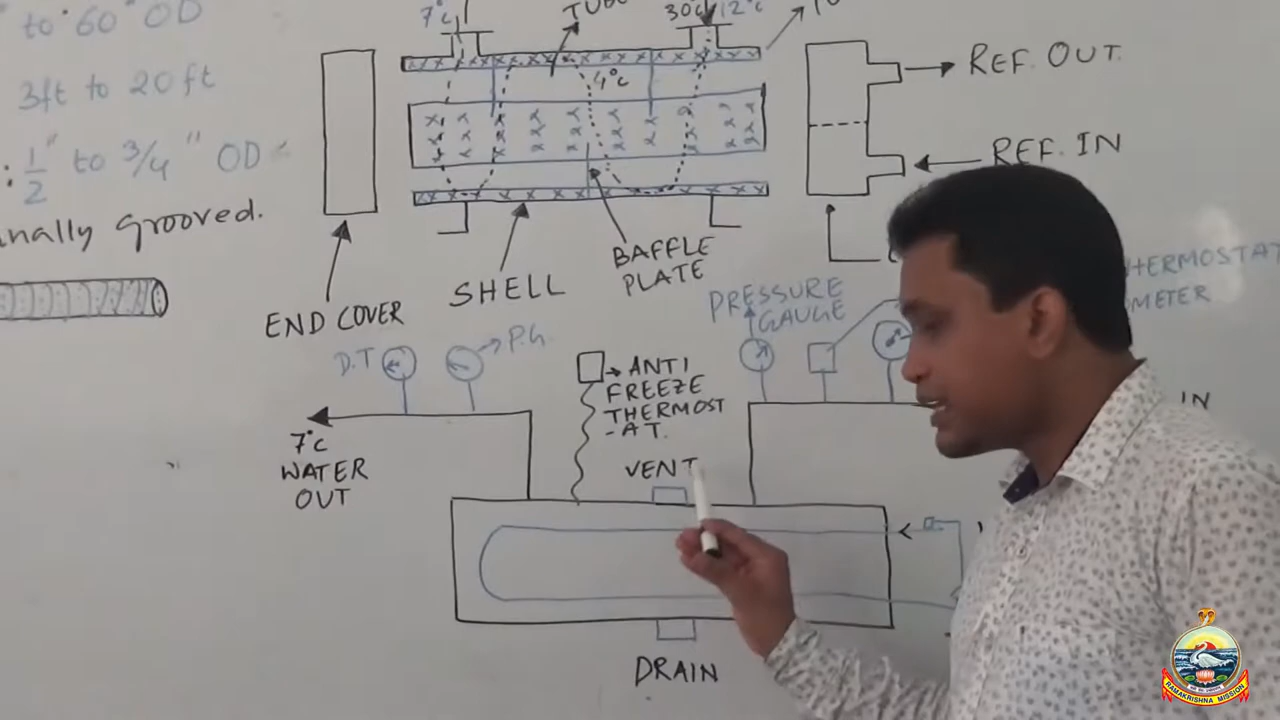 to 60" OD
3ft to 20ft
: 1/2" to 3/4" OD
nally grooved.
7°c
TUBE
30°c
12°c
4°c
REF. OUT.
REF. IN
END COVER
SHELL
BAFFLE
PLATE
PRESSURE
GAUGE
HERMOSTAT
METER
D.T
P.G.
ANTI
FREEZE
THERMOST
-AT.
IN
7°c
WATER
OUT
VENT
DRAIN
RAMAKRISHNA MISSION